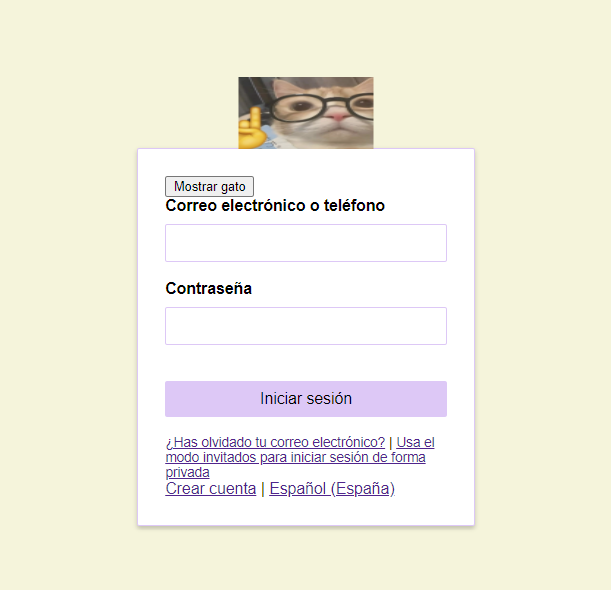 Mostrar gato
Correo electrónico o teléfono
Contraseña
Iniciar sesión
¿Has olvidado tu correo electrónico? | Usa el
modo invitados para iniciar sesión de forma
privada
Crear cuenta | Español (España)